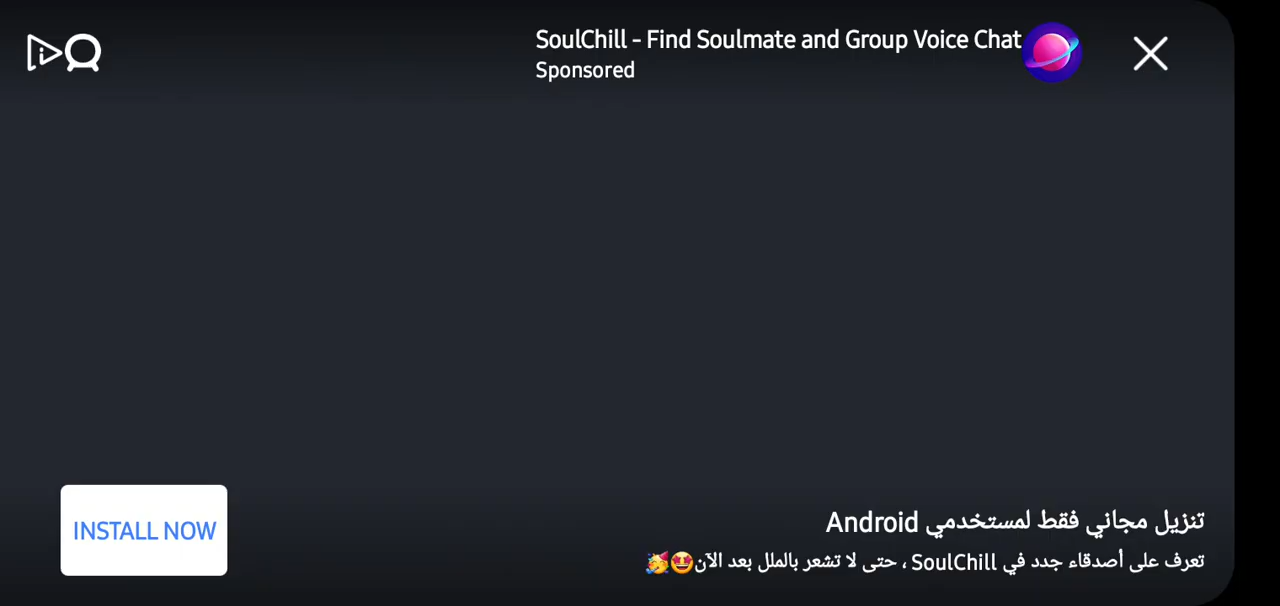 SoulChill - Find Soulmate and Group Voice Chat
Sponsored
INSTALL NOW
تنزيل مجاني فقط لمستخدمي Android
تعرف على أصدقاء جدد في SoulChill ، حتى لا تشعر بالملل بعد الآن🤩🥳